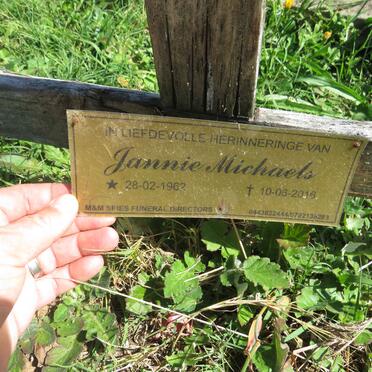 IN LIEFDEVOLLE HERINNERINGE VAN
Jannie Michaels
★ 28-02-1962 † 10-08-2016
M&M SPIES FUNERAL DIRECTORS